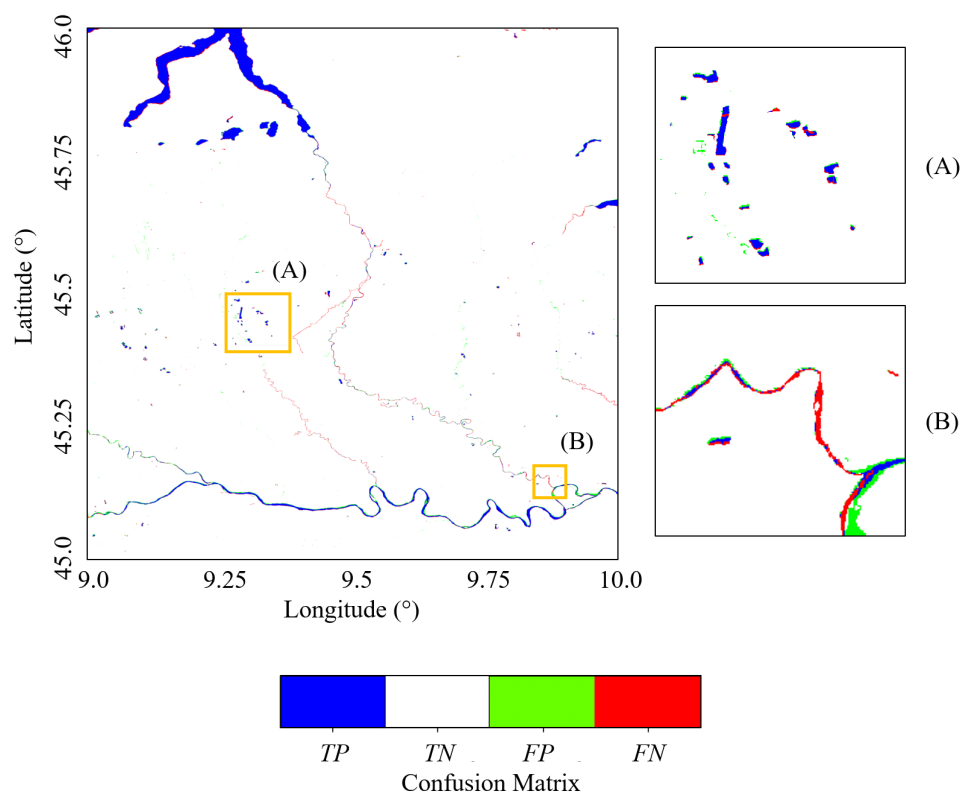 46.0
45.75
45.5
45.25
45.0
Latitude (°)
(A)
(B)
9.0
9.25
9.5
9.75
10.0
Longitude (°)
(A)
(B)
TP
TN
FP
FN
Confusion Matrix